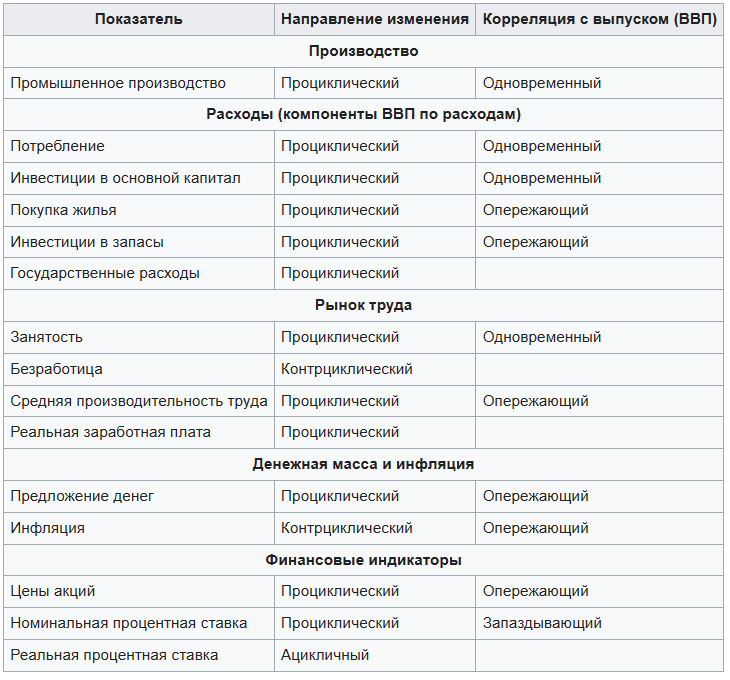 Показатель Направление изменения Корреляция с выпуском (ВВП)
Производство
Промышленное производство Проциклический Одновременный
Расходы (компоненты ВВП по расходам)
Потребление Проциклический Одновременный
Инвестиции в основной капитал Проциклический Одновременный
Покупка жилья Проциклический Опережающий
Инвестиции в запасы Проциклический Опережающий
Государственные расходы Проциклический
Рынок труда
Занятость Проциклический Одновременный
Безработица Контрциклический
Средняя производительность труда Проциклический Опережающий
Реальная заработная плата Проциклический
Денежная масса и инфляция
Предложение денег Проциклический Опережающий
Инфляция Контрциклический Опережающий
Финансовые индикаторы
Цены акций Проциклический Опережающий
Номинальная процентная ставка Проциклический Запаздывающий
Реальная процентная ставка Ацикличный